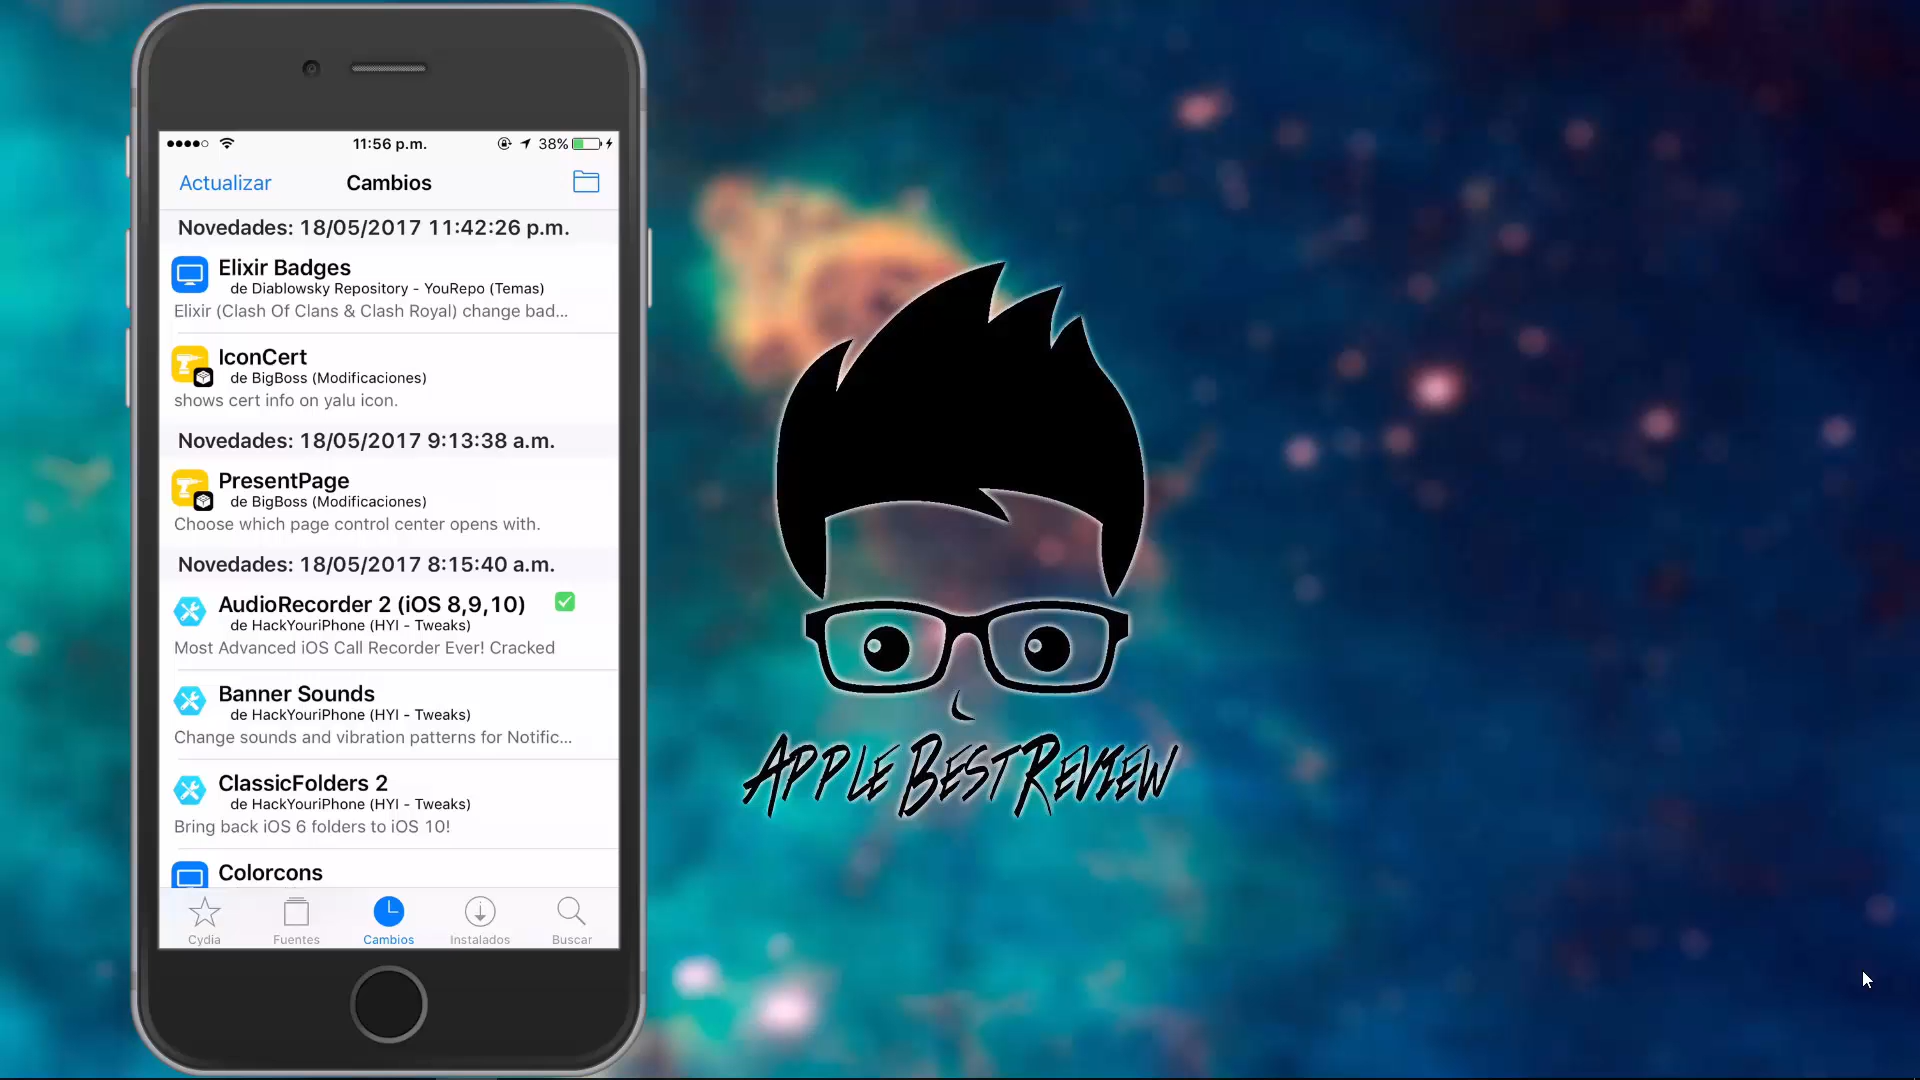 11:56 p.m.
38%
Actualizar
Cambios
Novedades: 18/05/2017 11:42:26 p.m.
Elixir Badges
de Diablowsky Repository - YouRepo (Temas)
Elixir (Clash Of Clans & Clash Royal) change bad...
IconCert
de BigBoss (Modificaciones)
shows cert info on yalu icon.
Novedades: 18/05/2017 9:13:38 a.m.
PresentPage
de BigBoss (Modificaciones)
Choose which page control center opens with.
Novedades: 18/05/2017 8:15:40 a.m.
AudioRecorder 2 (iOS 8,9,10)
de HackYouriPhone (HYI - Tweaks)
Most Advanced iOS Call Recorder Ever! Cracked
Banner Sounds
de HackYouriPhone (HYI - Tweaks)
Change sounds and vibration patterns for Notific...
ClassicFolders 2
de HackYouriPhone (HYI - Tweaks)
Bring back iOS 6 folders to iOS 10!
Colorcons
Cydia
Fuentes
Cambios
Instalados
Buscar
APPLE BEST REVIEW